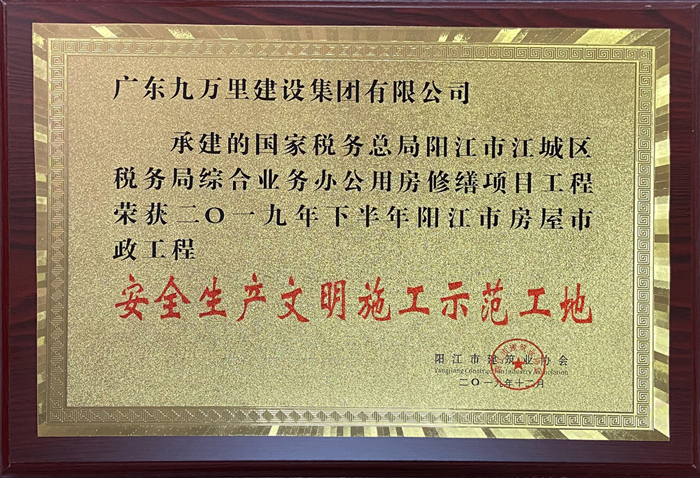 广东九万里建设集团有限公司
承建的国家税务总局阳江市江城区
税务局综合业务办公用房修缮项目工程
荣获二〇一九年下半年阳江市房屋市
政工程
安全生产文明施工示范工地
阳江市建筑业协会
Yangjiang Construction Industry Association
二〇一九年十二月